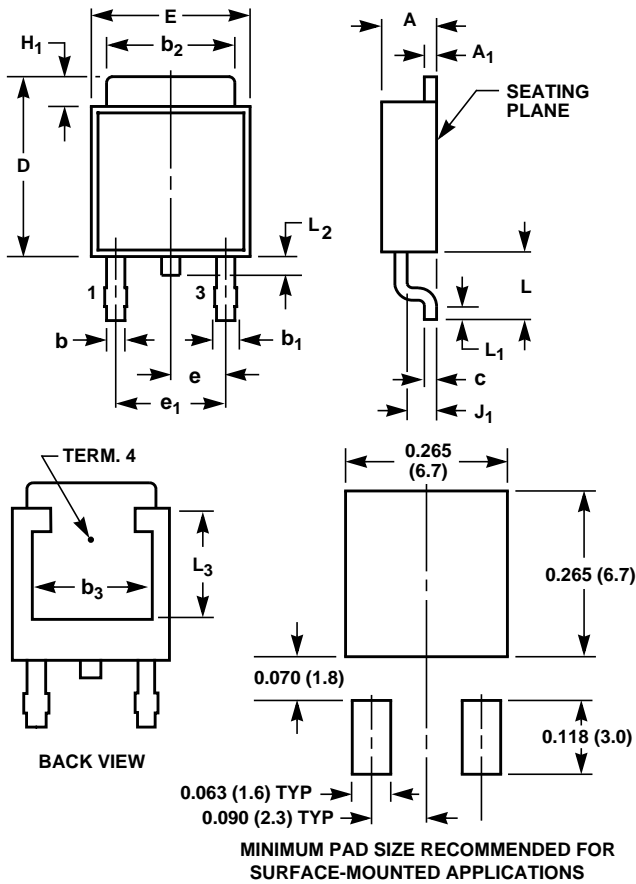 E
b2
H1
D
L2
1
3
b
b1
e
e1
A
A1
SEATING
PLANE
L
L1
c
J1
TERM. 4
b3
L3
BACK VIEW
0.265
(6.7)
0.265 (6.7)
0.070 (1.8)
0.118 (3.0)
0.063 (1.6) TYP
0.090 (2.3) TYP
MINIMUM PAD SIZE RECOMMENDED FOR
SURFACE-MOUNTED APPLICATIONS